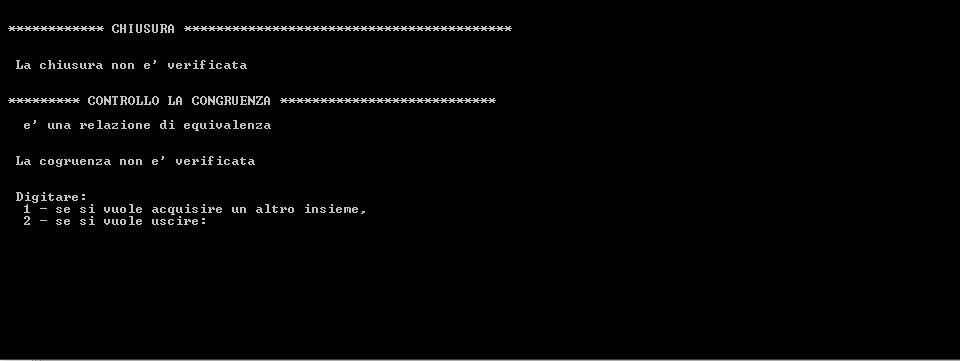 ************ CHIUSURA *****************************************
La chiusura non e' verificata
********* CONTROLLO LA CONGRUENZA ***************************
e' una relazione di equivalenza
La cogruenza non e' verificata
Digitare:
1 - se si vuole acquisire un altro insieme,
2 - se si vuole uscire: